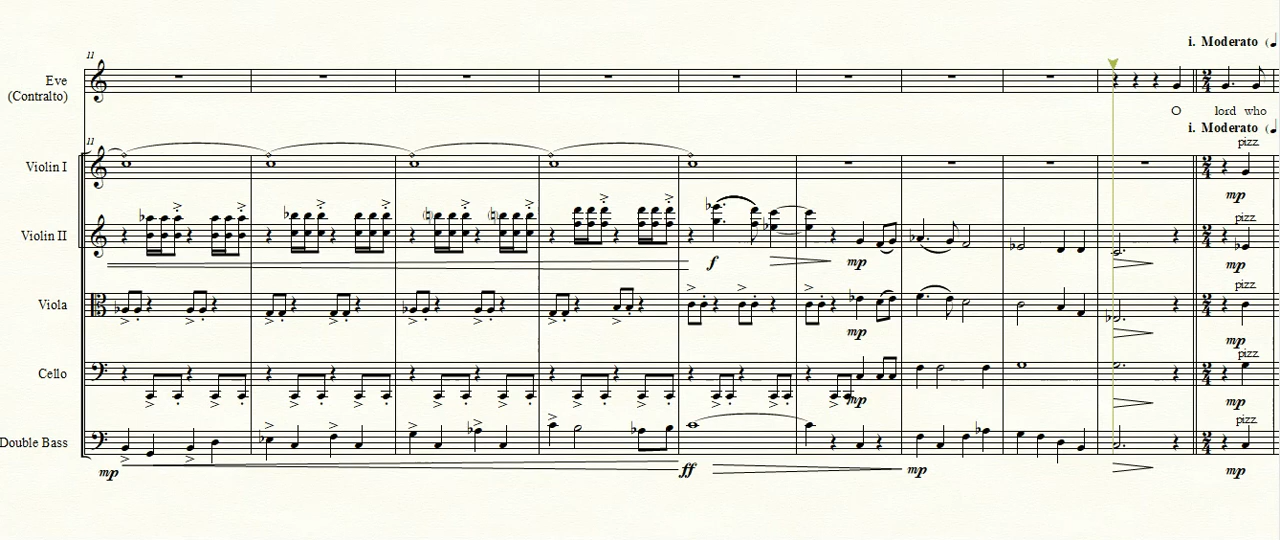 i. Moderato (♩
11
Eve
(Contralto)
O lord who
i. Moderato (♩
11
pizz.
Violin I
mp
pizz.
Violin II
f mp mp
pizz.
Viola
mp mp
pizz.
Cello
mp mp
pizz.
Double Bass
mp ff mp mp